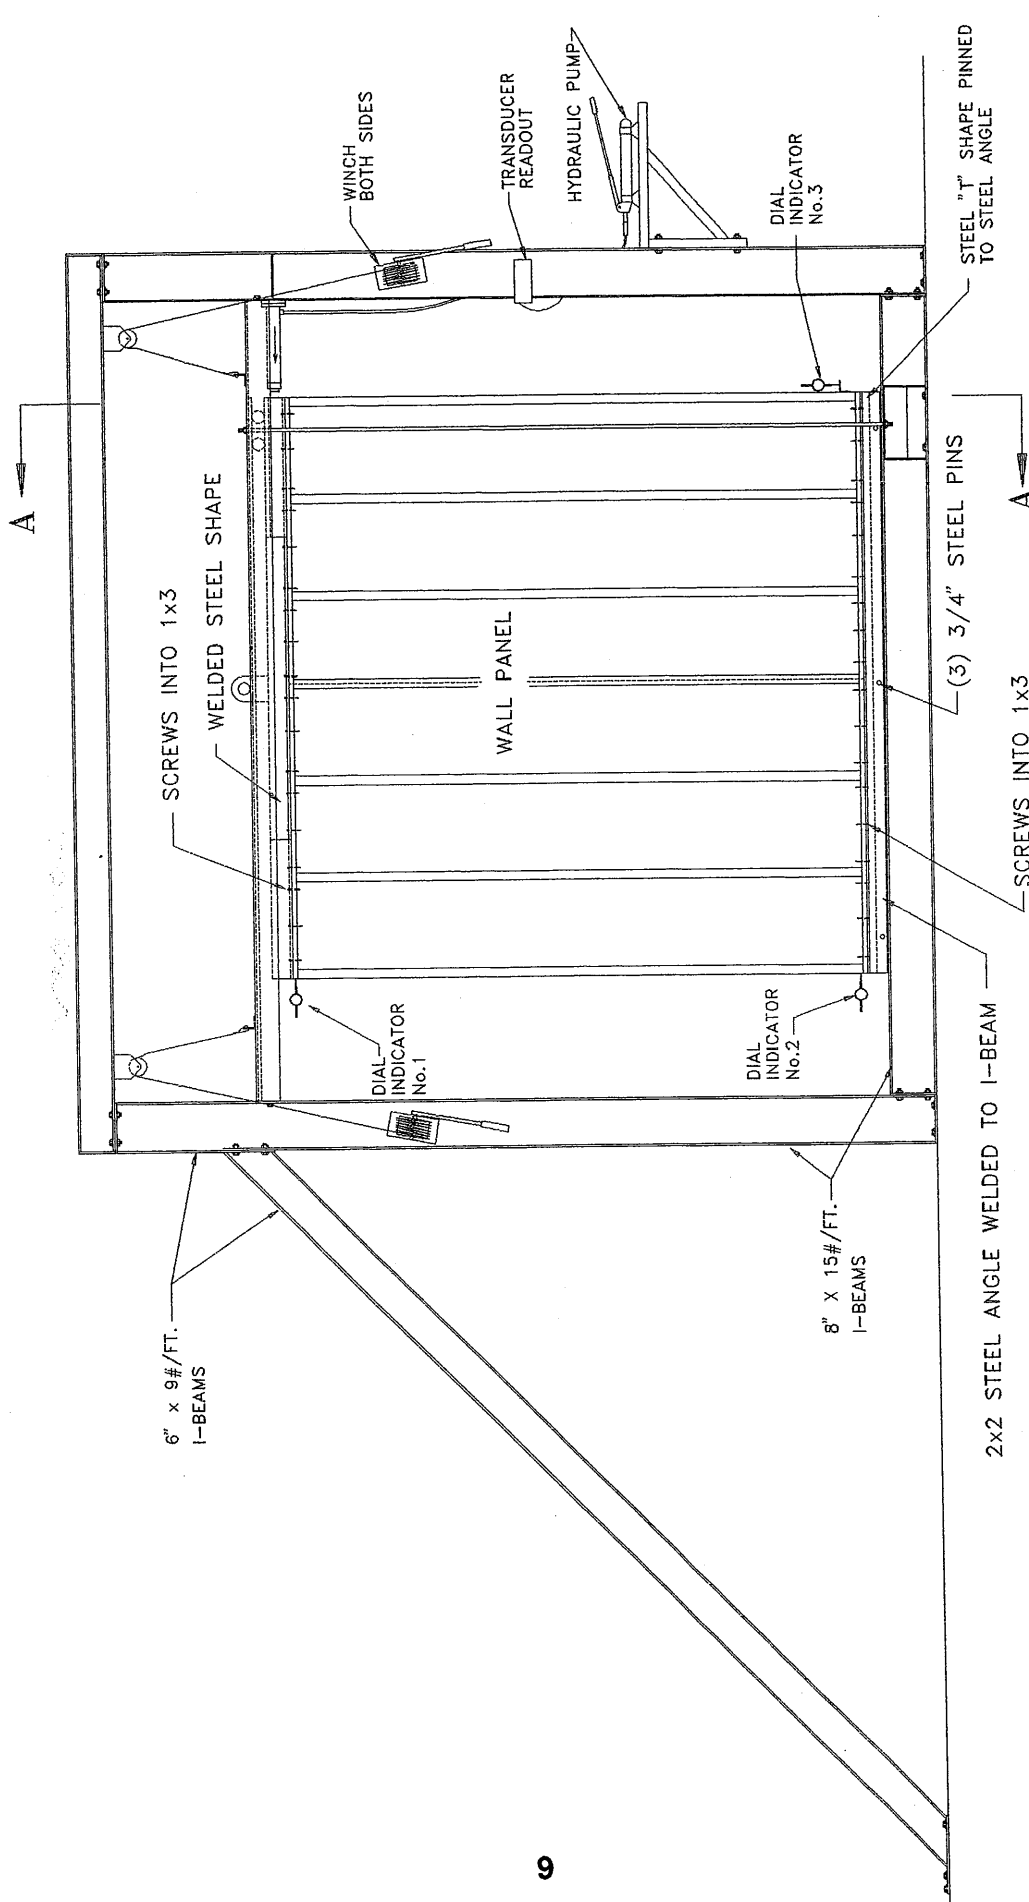 A
A
WINCH
BOTH SIDES
TRANSDUCER
READOUT
HYDRAULIC PUMP
DIAL
INDICATOR
No.3
STEEL "T" SHAPE PINNED
TO STEEL ANGLE
SCREWS INTO 1x3
WELDED STEEL SHAPE
WALL PANEL
(3) 3/4" STEEL PINS
SCREWS INTO 1x3
DIAL
INDICATOR
No.1
DIAL
INDICATOR
No.2
6" x 9#/FT.
I-BEAMS
8" X 15#/FT.
I-BEAMS
2x2 STEEL ANGLE WELDED TO I-BEAM
9